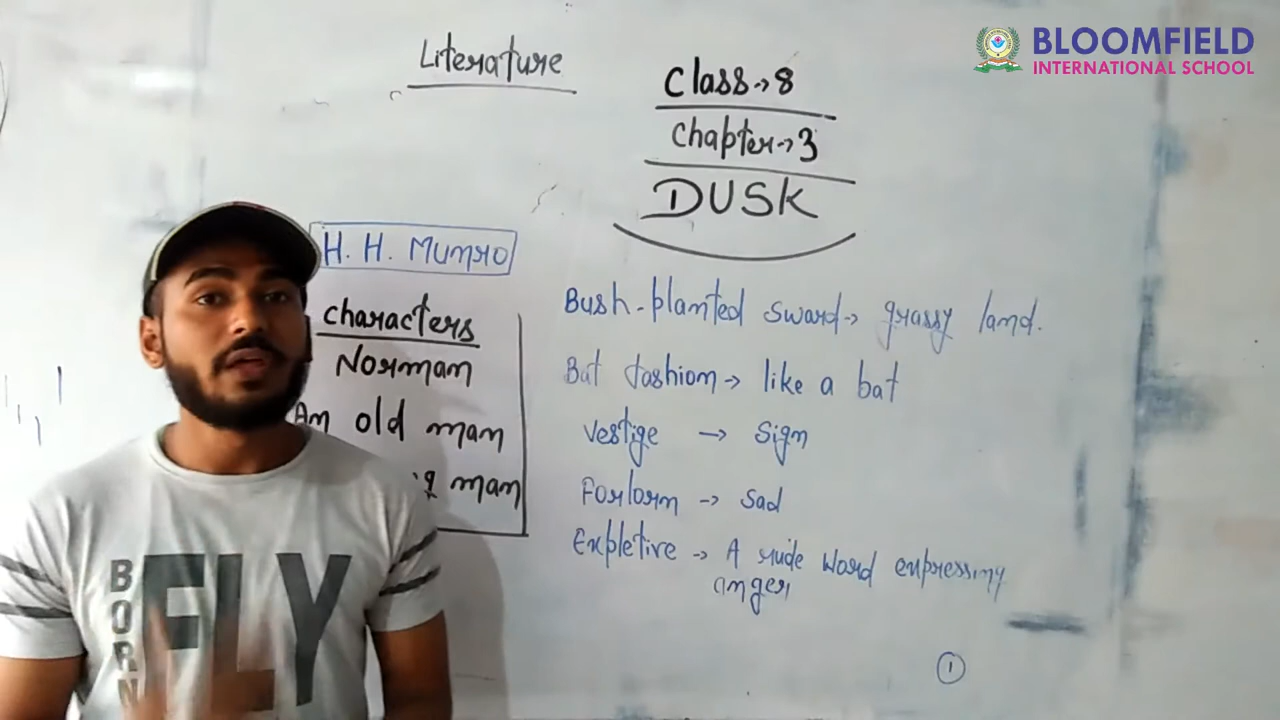 BLOOMFIELD
INTERNATIONAL SCHOOL
Literature
Class → 8
Chapter → 3
DUSK
H. H. Munro
Characters
Norman
An old man
man
Bush-planted sward → grassy land.
Bat fashion → like a bat
Vestige → Sign
Forlorn → Sad
Expletive → A rude word expressing
anger
1
BORN
FLY